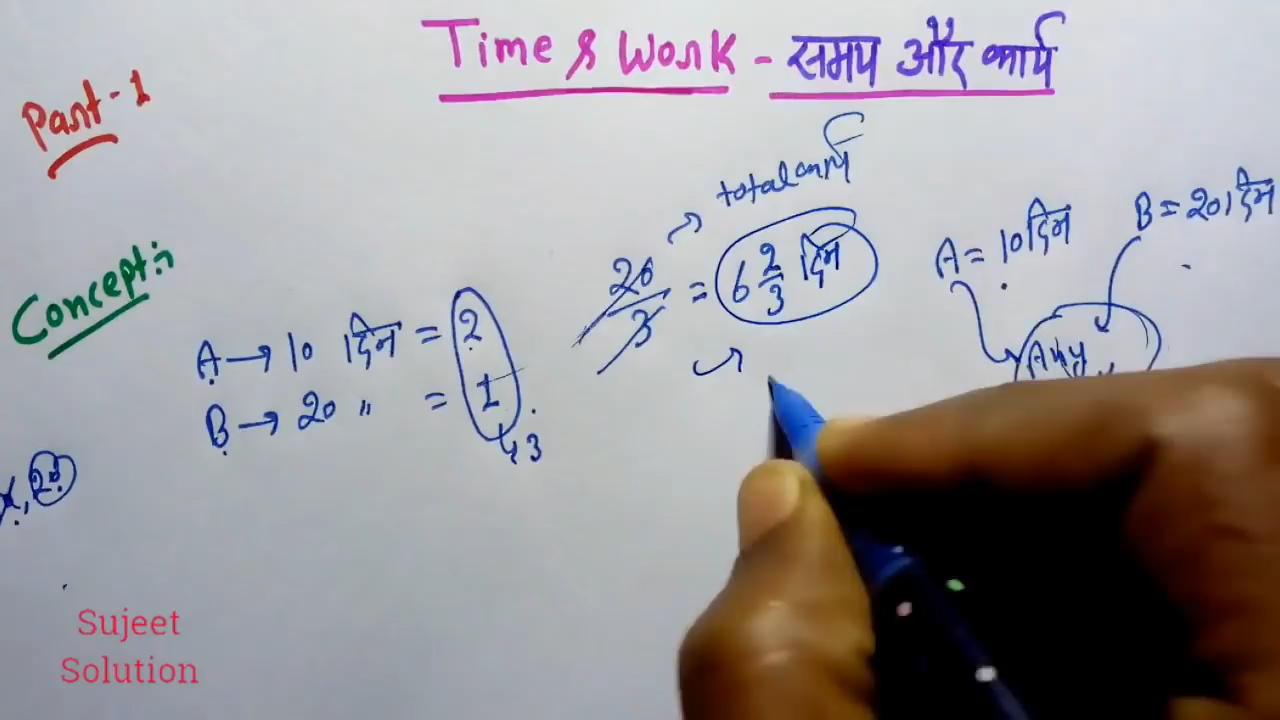 Time & Work - समय और कार्य
Part-1
total कार्य
A = 10 दिन
B = 20 दिन
Concept:-
20/3 = 6 2/3 दिन
A → 10 दिन = 2
B → 20 " = 1
3
20
Sujeet
Solution